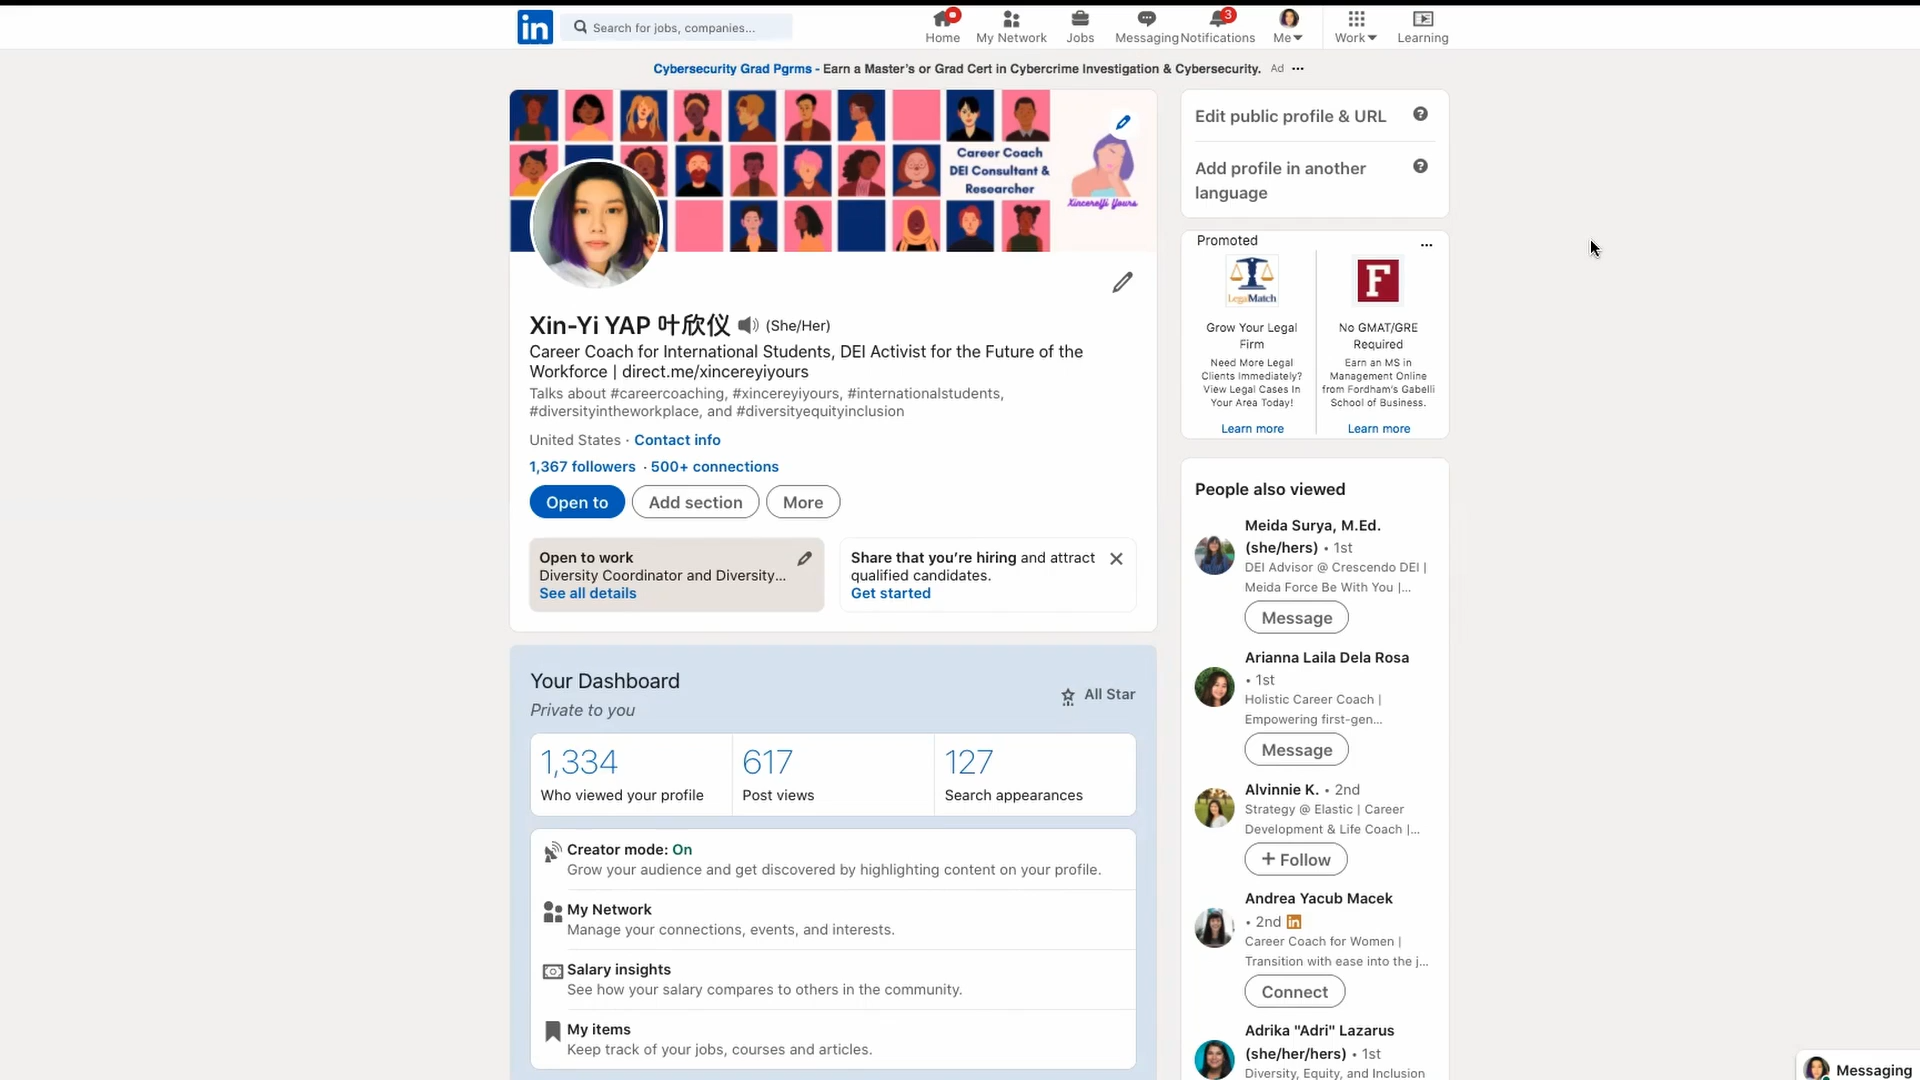 in
Search for jobs, companies...
Home
My Network
Jobs
Messaging
3
Notifications
Me
Work
Learning
Cybersecurity Grad Pgrms - Earn a Master's or Grad Cert in Cybercrime Investigation & Cybersecurity. Ad ...
Career Coach
DEI Consultant &
Researcher
Xincereyi Yours
Xin-Yi YAP 叶欣仪 (She/Her)
Career Coach for International Students, DEI Activist for the Future of the
Workforce | direct.me/xincereyiyours
Talks about #careercoaching, #xincereyiyours, #internationalstudents,
#diversityintheworkplace, and #diversityequityinclusion
United States · Contact info
1,367 followers · 500+ connections
Open to
Add section
More
Open to work
Diversity Coordinator and Diversity...
See all details
Share that you're hiring and attract
qualified candidates.
Get started
Your Dashboard
Private to you
All Star
1,334
Who viewed your profile
617
Post views
127
Search appearances
Creator mode: On
Grow your audience and get discovered by highlighting content on your profile.
My Network
Manage your connections, events, and interests.
Salary insights
See how your salary compares to others in the community.
My items
Keep track of your jobs, courses and articles.
Edit public profile & URL
Add profile in another
language
Promoted
...
LegalMatch
Grow Your Legal
Firm
Need More Legal
Clients Immediately?
View Legal Cases In
Your Area Today!
Learn more
F
No GMAT/GRE
Required
Earn an MS in
Management Online
from Fordham's Gabelli
School of Business.
Learn more
People also viewed
Meida Surya, M.Ed.
(she/hers) • 1st
DEI Advisor @ Crescendo DEI |
Meida Force Be With You |...
Message
Arianna Laila Dela Rosa
• 1st
Holistic Career Coach |
Empowering first-gen...
Message
Alvinnie K. • 2nd
Strategy @ Elastic | Career
Development & Life Coach |...
+ Follow
Andrea Yacub Macek
• 2nd in
Career Coach for Women |
Transition with ease into the j...
Connect
Adrika "Adri" Lazarus
(she/her/hers) • 1st
Diversity, Equity, and Inclusion
Messaging